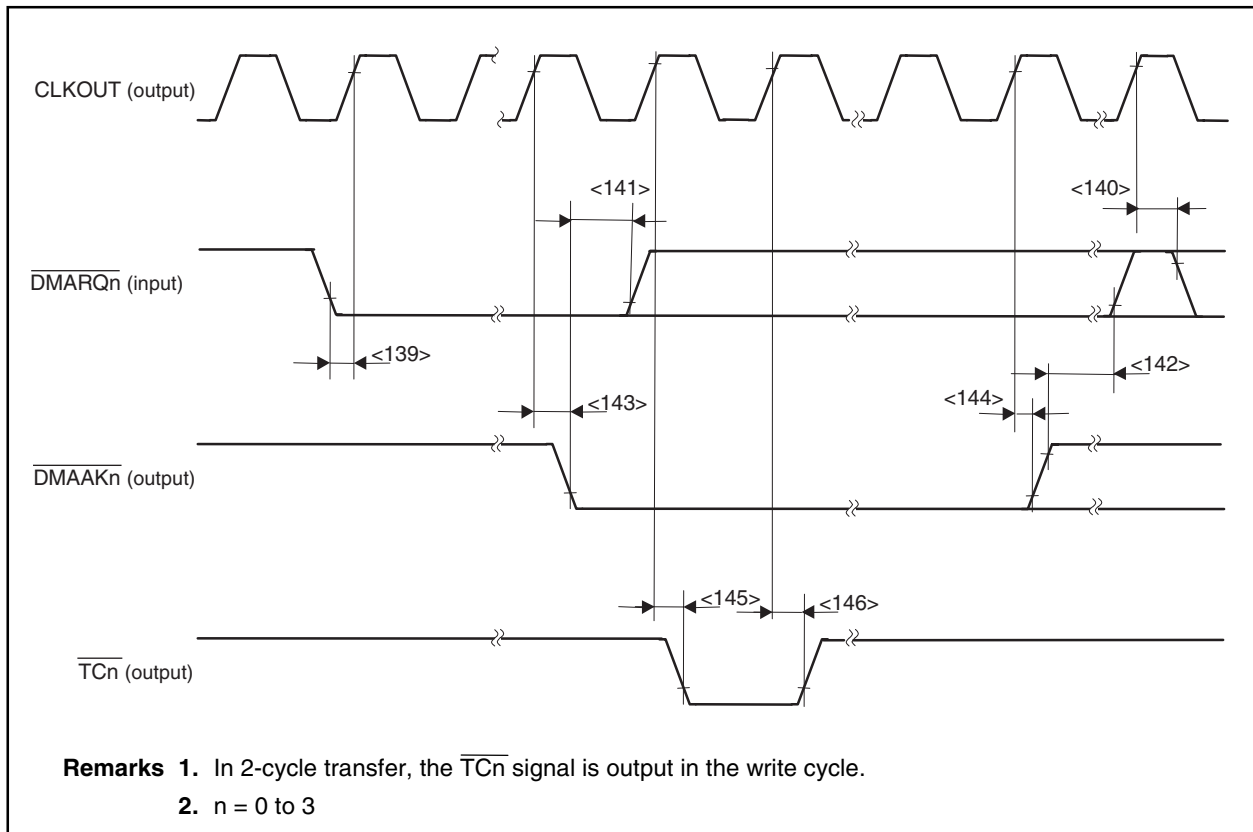 CLKOUT (output)
<141>
<140>
DMARQn (input)
<139>
<142>
<143>
<144>
DMAAKn (output)
<145>
<146>
TCn (output)
Remarks 1. In 2-cycle transfer, the TCn signal is output in the write cycle.
2. n = 0 to 3